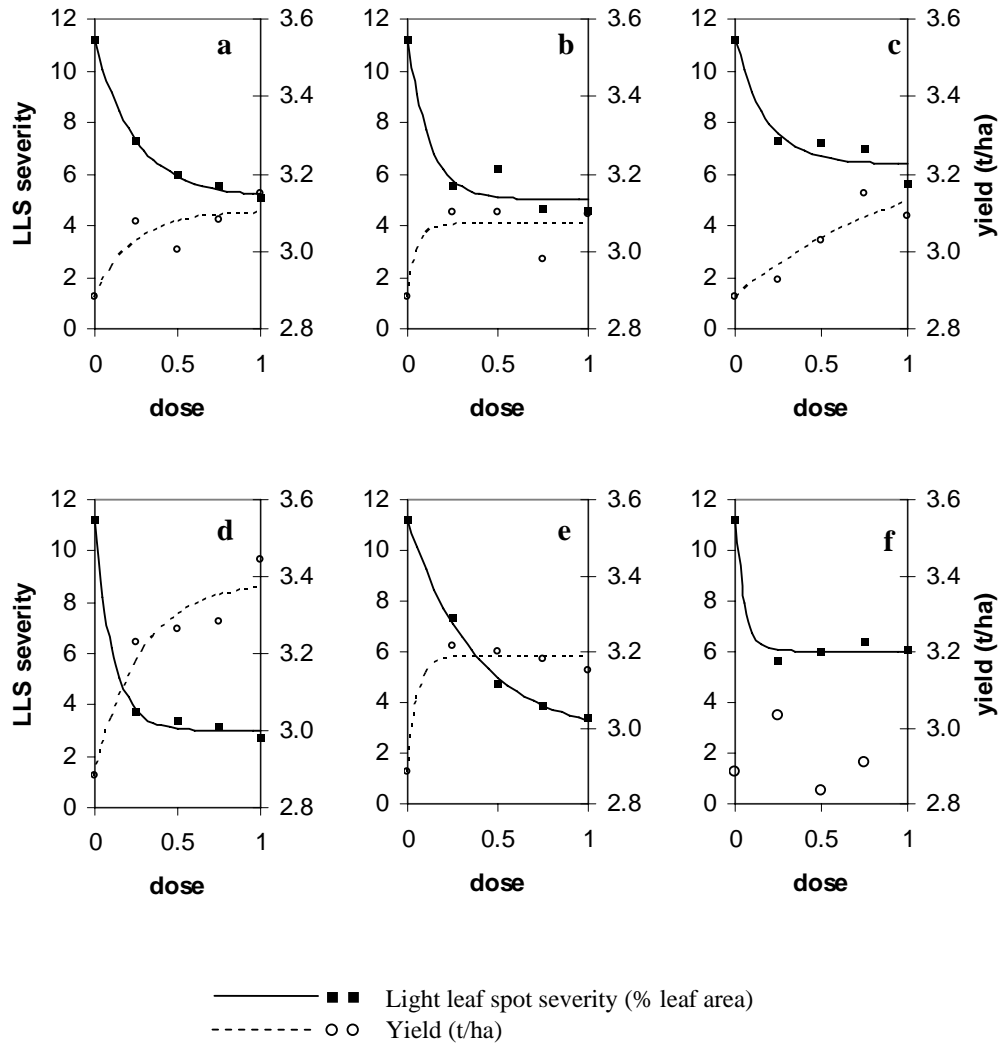 a b c
12 3.6 12 3.6 12 3.6
10 10 10
3.4 3.4 3.4
8 8 8
LLS severity yield (t/ha)
6 3.2 6 3.2 6 3.2
4 4 4
3.0 3.0 3.0
2 2 2
0 2.8 0 2.8 0 2.8
0 0.5 1 0 0.5 1 0 0.5 1
dose dose dose
12 3.6 12 3.6 12 3.6
d e f
10 10 10
3.4 3.4 3.4
8 8 8
LLS severity yield (t/ha)
6 3.2 6 3.2 6 3.2
4 4 4
3.0 3.0 3.0
2 2 2
0 2.8 0 2.8 0 2.8
0 0.5 1 0 0.5 1 0 0.5 1
dose dose dose
Light leaf spot severity (% leaf area)
Yield (t/ha)